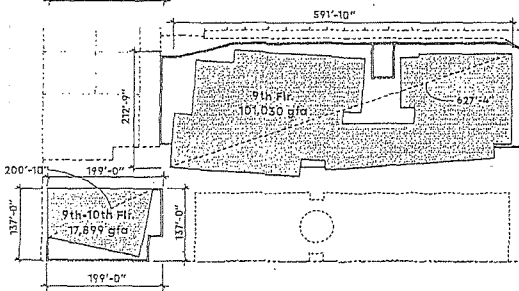 591'-10"
9th Flr.
101,030 gfa
627'-4"
212'-9"
200'-10"
199'-0"
137'-0"
9th-10th Flr.
17,899 gfa
137'-0"
199'-0"